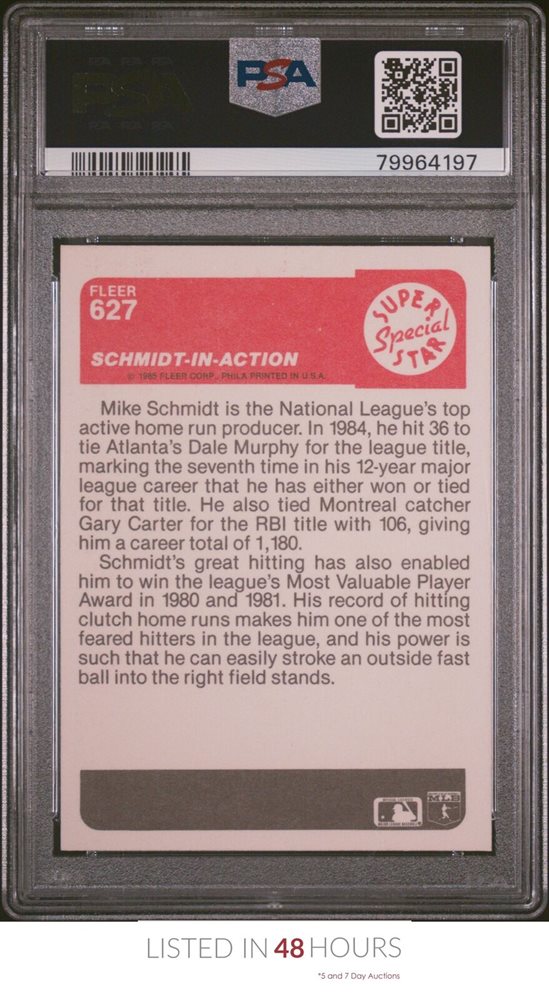 PSA
79964197
FLEER
627
SUPER
Special
STAR
SCHMIDT-IN-ACTION
© 1985 FLEER CORP., PHILA PRINTED IN U.S.A.
Mike Schmidt is the National League's top
active home run producer. In 1984, he hit 36 to
tie Atlanta's Dale Murphy for the league title,
marking the seventh time in his 12-year major
league career that he has either won or tied
for that title. He also tied Montreal catcher
Gary Carter for the RBI title with 106, giving
him a career total of 1,180.
Schmidt's great hitting has also enabled
him to win the league's Most Valuable Player
Award in 1980 and 1981. His record of hitting
clutch home runs makes him one of the most
feared hitters in the league, and his power is
such that he can easily stroke an outside fast
ball into the right field stands.
MLB
LISTED IN 48 HOURS
*5 and 7 Day Auctions